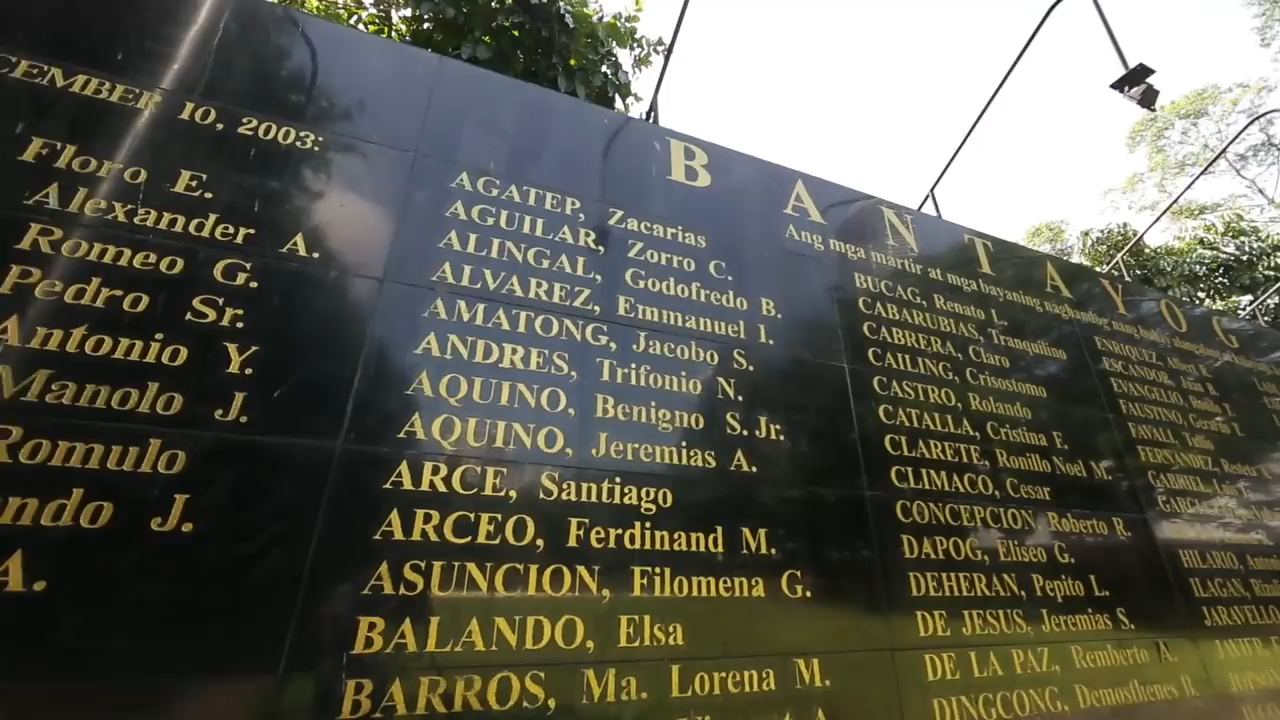 CEMBER 10, 2003:
Floro E.
Alexander A.
Romeo G.
Pedro Sr.
Antonio Y.
Manolo J.
Romulo
ndo J.
A.
B A N T A Y O G
Ang mga martir at mga bayaning naghandog nang buhay
AGATEP, Zacarias
AGUILAR, Zorro C.
ALINGAL, Godofredo B.
ALVAREZ, Emmanuel I.
AMATONG, Jacobo S.
ANDRES, Trifonio N.
AQUINO, Benigno S. Jr.
AQUINO, Jeremias A.
ARCE, Santiago
ARCEO, Ferdinand M.
ASUNCION, Filomena G.
BALANDO, Elsa
BARROS, Ma. Lorena M.
BUCAG, Renato L.
CABARUBIAS, Tranquilino
CABRERA, Claro
CAILING, Crisostomo
CASTRO, Rolando
CATALLA, Cristina F.
CLARETE, Ronillo Noel M.
CLIMACO, Cesar
CONCEPCION, Roberto R.
DAPOG, Eliseo G.
DEHERAN, Pepito L.
DE JESUS, Jeremias S.
DE LA PAZ, Remberto A.
DINGCONG, Demosthenes D.
ENRIQUEZ,
ESCANDOR,
EVANGELIO,
FAUSTINO, Gerardo T.
FAVALI, Tullio
FERNANDEZ,
GABRIEL,
HILARIO,
ILAGAN,
JARAVELLO